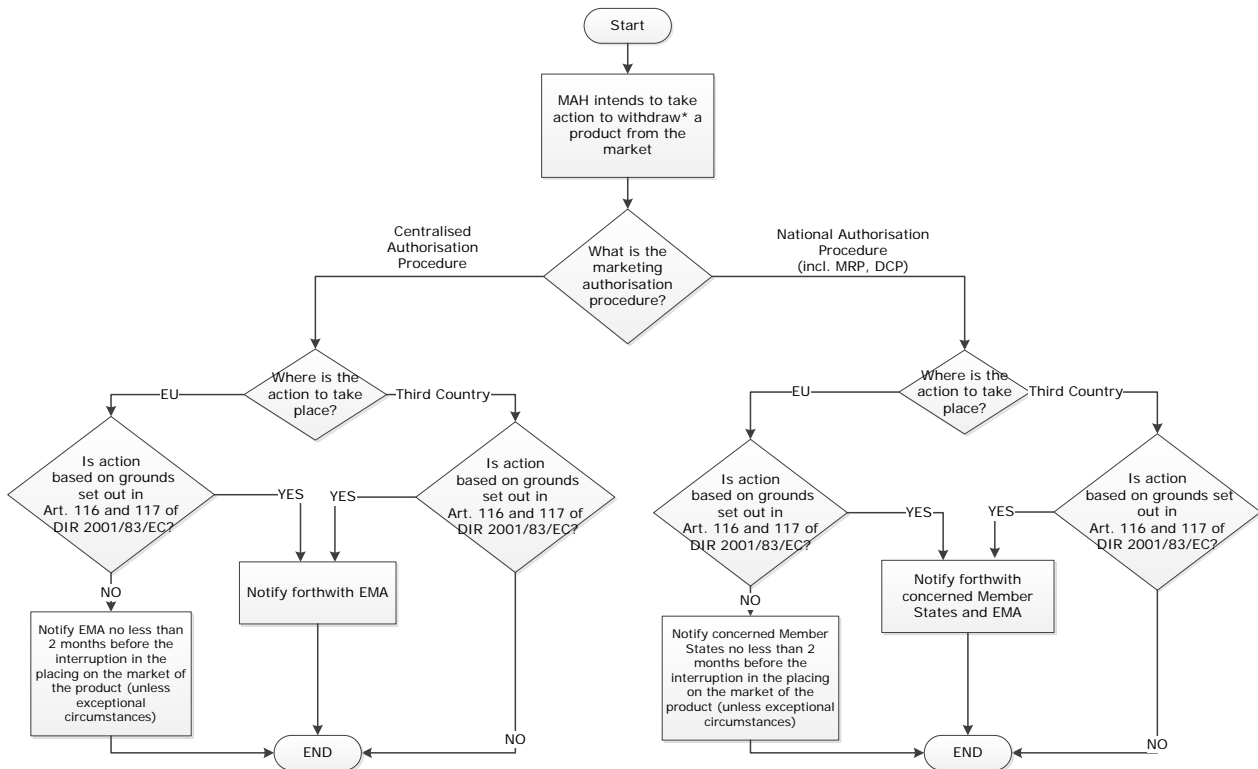 Start
MAH intends to take
action to withdraw* a
product from the
market
What is the
marketing
authorisation
procedure?
Centralised
Authorisation
Procedure
National Authorisation
Procedure
(incl. MRP, DCP)
Where is the
action to take
place?
EU
Third Country
Is action
based on grounds
set out in
Art. 116 and 117 of
DIR 2001/83/EC?
YES
YES
Is action
based on grounds
set out in
Art. 116 and 117 of
DIR 2001/83/EC?
NO
Notify forthwith EMA
Notify EMA no less than
2 months before the
interruption in the
placing on the market of
the product (unless
exceptional
circumstances)
NO
END
Where is the
action to take
place?
EU
Third Country
Is action
based on grounds
set out in
Art. 116 and 117 of
DIR 2001/83/EC?
YES
YES
Is action
based on grounds set
out in
Art. 116 and 117 of
DIR 2001/83/EC?
NO
Notify forthwith
concerned Member
States and EMA
Notify concerned Member
States no less than 2
months before the
interruption in the placing
on the market of the
product (unless exceptional
circumstances)
NO
END